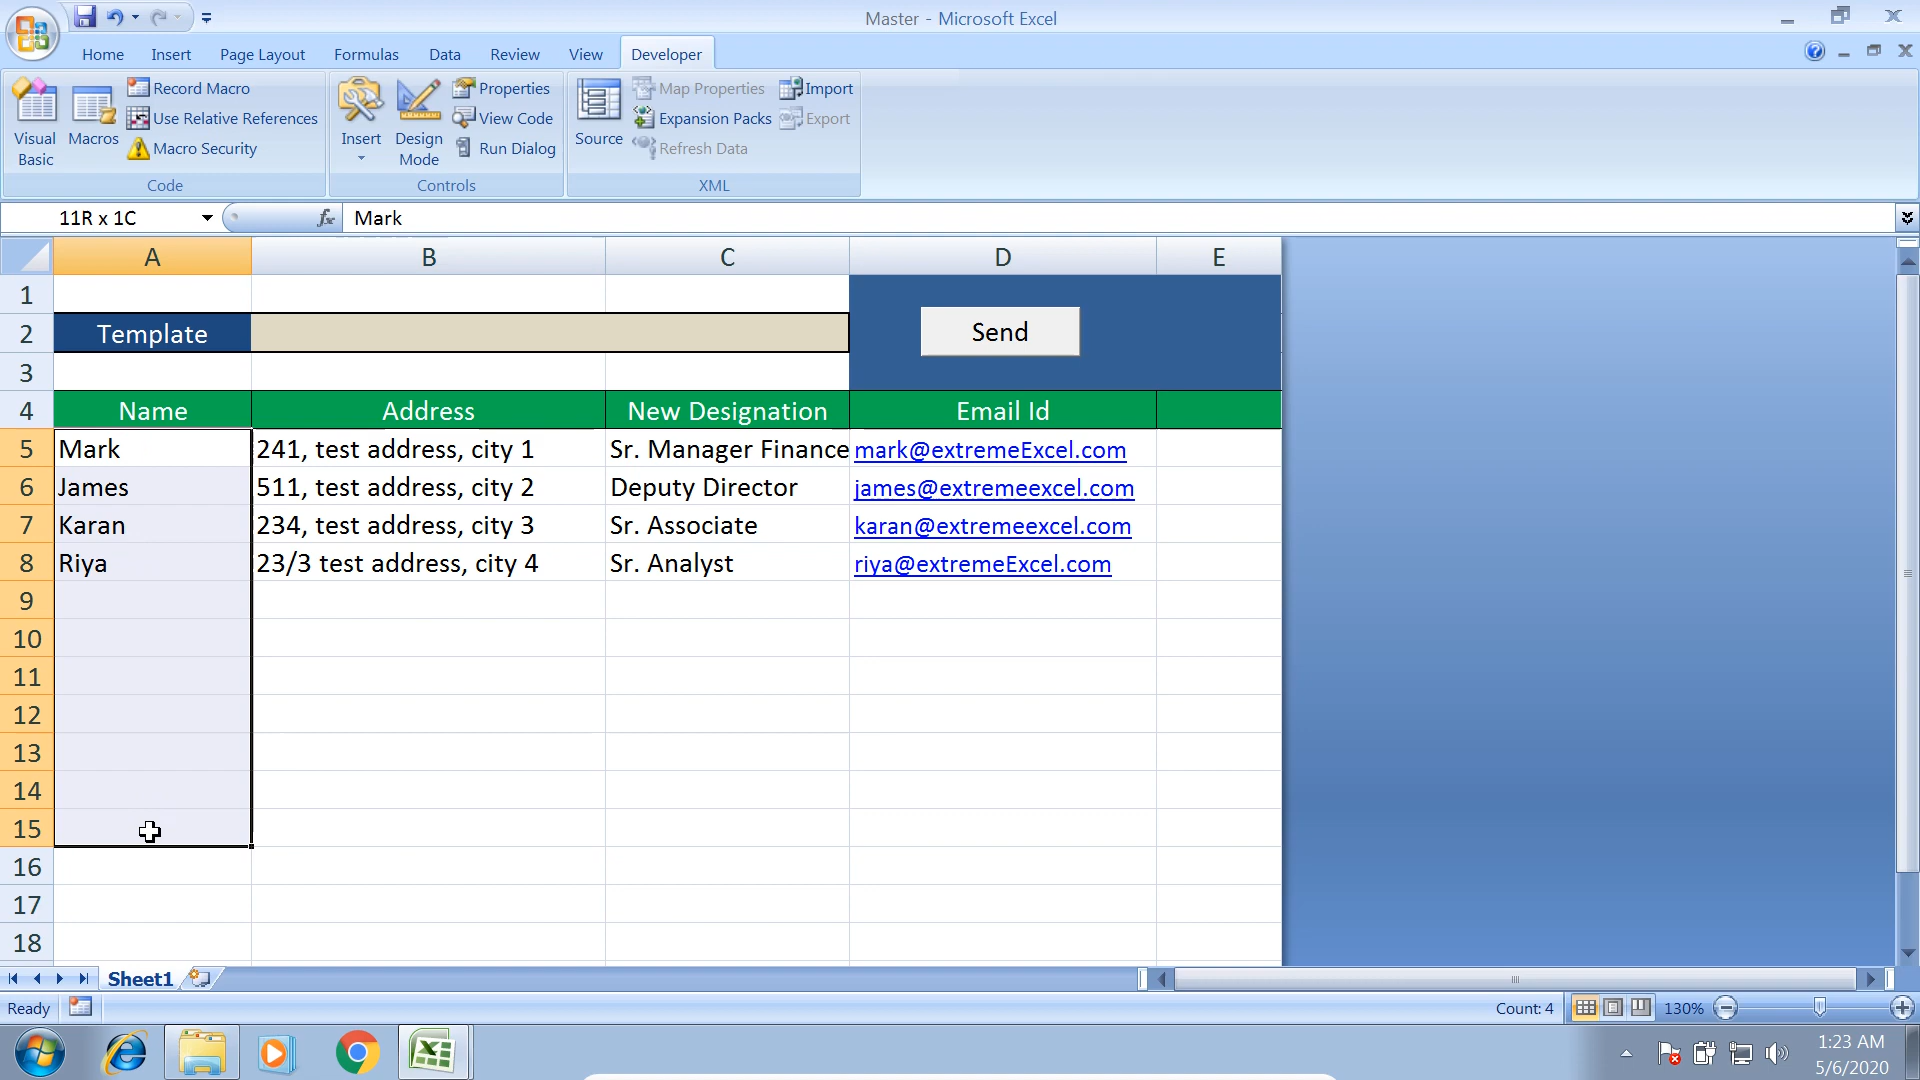 Master - Microsoft Excel
Home Insert Page Layout Formulas Data Review View Developer
Visual Basic
Macros
Record Macro
Use Relative References
Macro Security
Code
Insert
Design Mode
Properties
View Code
Run Dialog
Controls
Source
Map Properties
Expansion Packs
Refresh Data
Import
Export
XML
11R x 1C fx Mark
A B C D E
1
2 Template Send
3
4 Name Address New Designation Email Id
5 Mark 241, test address, city 1 Sr. Manager Finance mark@extremeExcel.com
6 James 511, test address, city 2 Deputy Director james@extremeexcel.com
7 Karan 234, test address, city 3 Sr. Associate karan@extremeexcel.com
8 Riya 23/3 test address, city 4 Sr. Analyst riya@extremeExcel.com
9
10
11
12
13
14
15
16
17
18
Sheet1
Ready Count: 4 130%
1:23 AM
5/6/2020